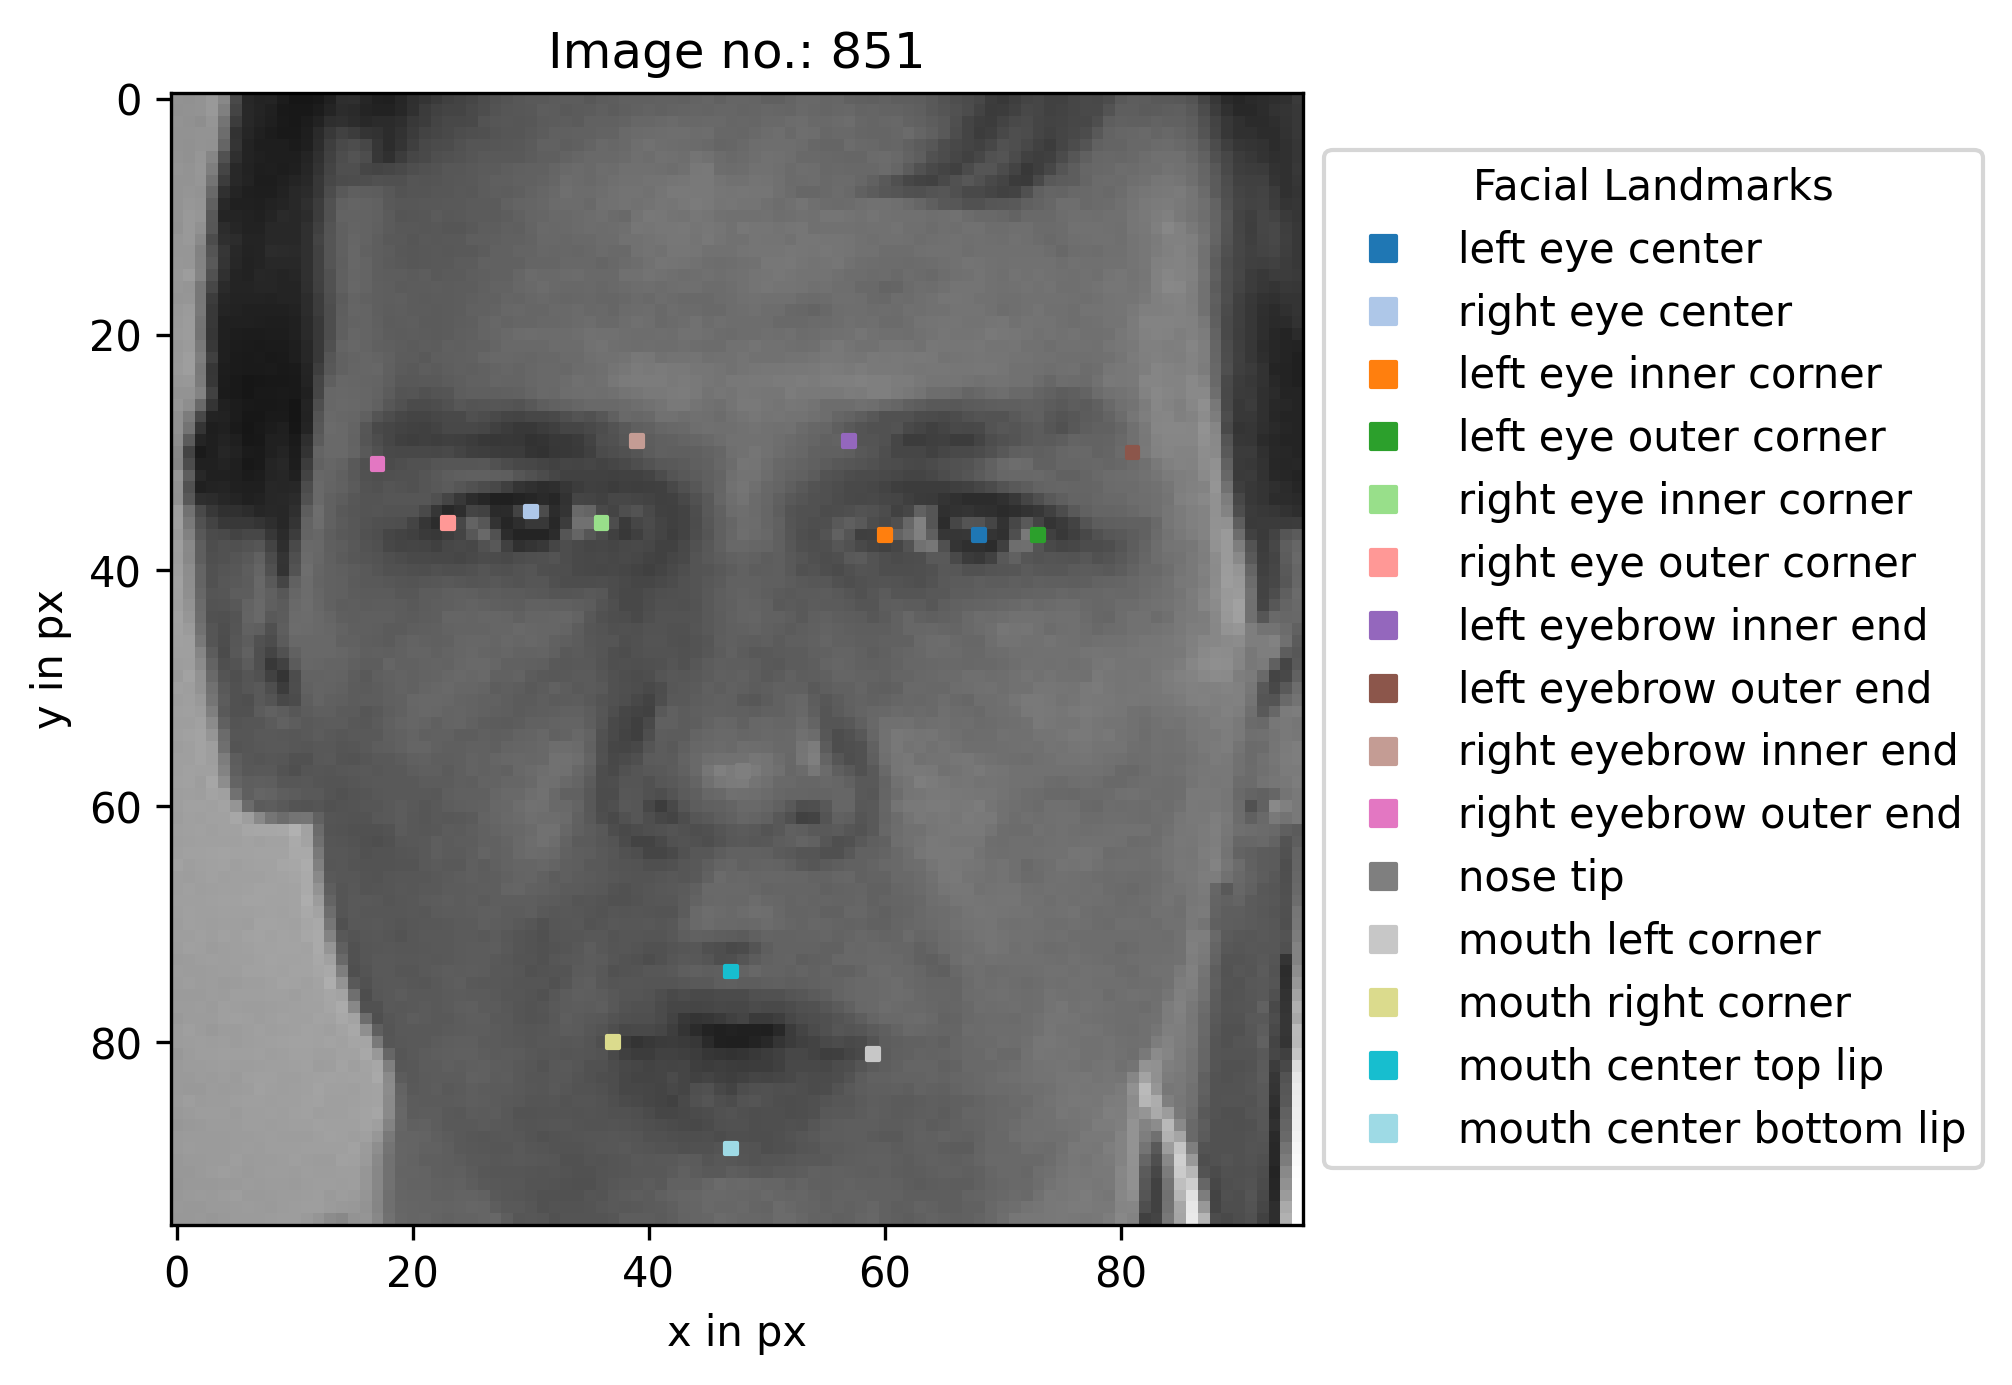 Image no.: 851
0
20
40
60
80
y in px
0 20 40 60 80
x in px
Facial Landmarks
left eye center
right eye center
left eye inner corner
left eye outer corner
right eye inner corner
right eye outer corner
left eyebrow inner end
left eyebrow outer end
right eyebrow inner end
right eyebrow outer end
nose tip
mouth left corner
mouth right corner
mouth center top lip
mouth center bottom lip